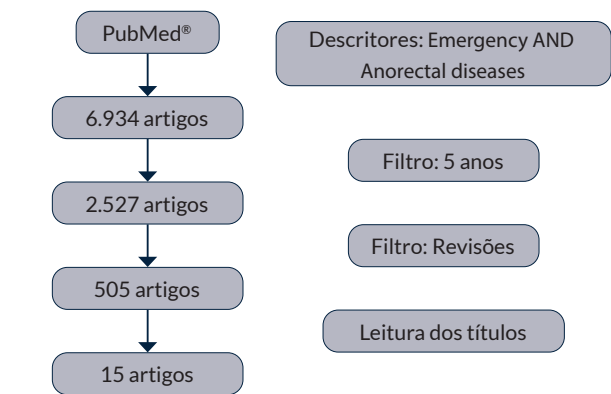 PubMed®
Descritores: Emergency AND
Anorectal diseases
6.934 artigos
Filtro: 5 anos
2.527 artigos
Filtro: Revisões
505 artigos
Leitura dos títulos
15 artigos